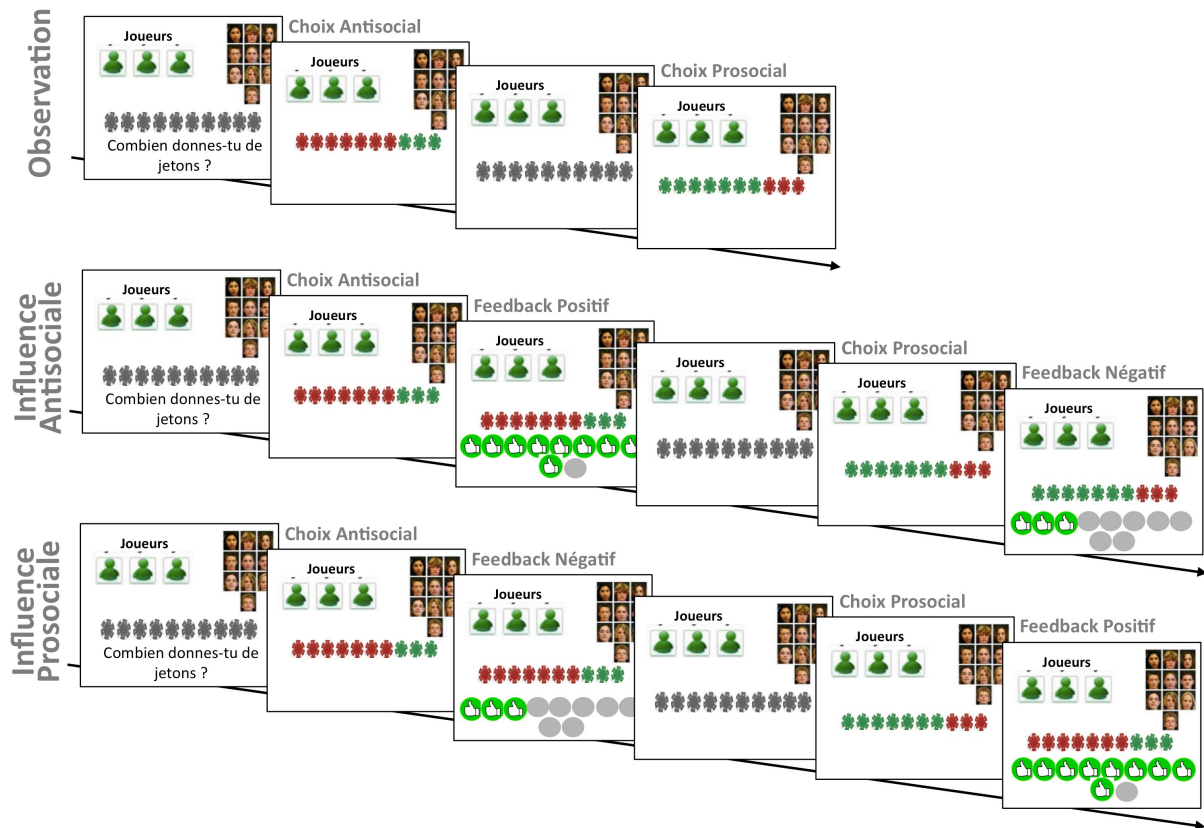 Observation
Joueurs
Combien donnes-tu de
jetons ?
Choix Antisocial
Joueurs
Joueurs
Choix Prosocial
Joueurs
Influence
Antisociale
Joueurs
Combien donnes-tu de
jetons ?
Choix Antisocial
Joueurs
Feedback Positif
Joueurs
Joueurs
Choix Prosocial
Joueurs
Feedback Négatif
Joueurs
Influence
Prosociale
Joueurs
Combien donnes-tu de
jetons ?
Choix Antisocial
Joueurs
Feedback Négatif
Joueurs
Joueurs
Choix Prosocial
Joueurs
Feedback Positif
Joueurs